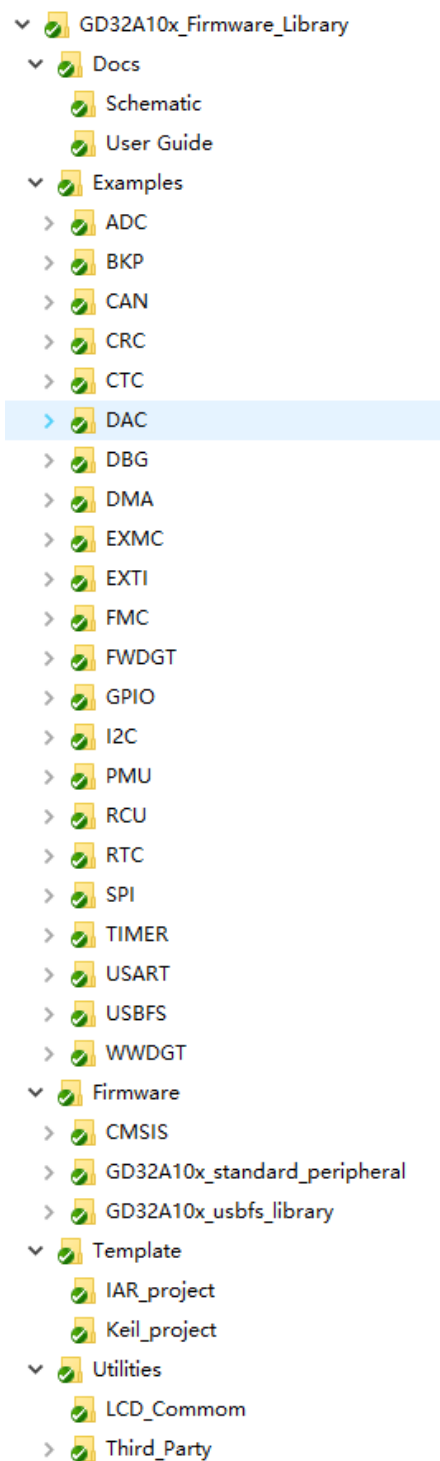 GD32A10x_Firmware_Library
Docs
Schematic
User Guide
Examples
ADC
BKP
CAN
CRC
CTC
DAC
DBG
DMA
EXMC
EXTI
FMC
FWDGT
GPIO
I2C
PMU
RCU
RTC
SPI
TIMER
USART
USBFS
WWDGT
Firmware
CMSIS
GD32A10x_standard_peripheral
GD32A10x_usbfs_library
Template
IAR_project
Keil_project
Utilities
LCD_Commom
Third_Party